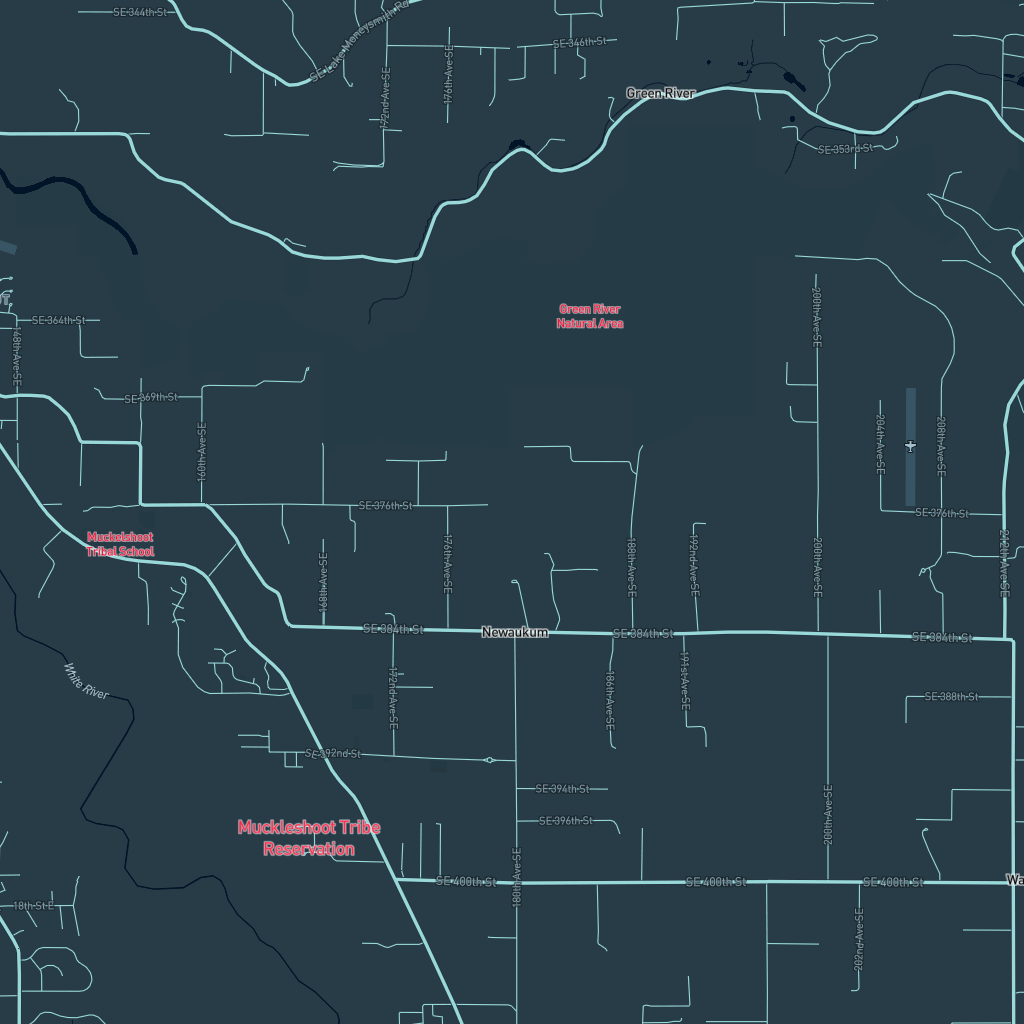 SE 344th St
SE Lake Moneysmith Rd
SE 346th St
176th Ave SE
172nd Ave SE
Green River
SE 353rd St
Green River
Natural Area
200th Ave SE
SE 364th St
148th Ave SE
SE 369th St
160th Ave SE
204th Ave SE
208th Ave SE
SE 376th St
SE 376th St
Muckelshoot
Tribal School
168th Ave SE
176th Ave SE
188th Ave SE
192nd Ave SE
200th Ave SE
212th Ave SE
SE 384th St
Newaukum
SE 384th St
SE 384th St
White River
172nd Ave SE
186th Ave SE
191st Ave SE
SE 388th St
SE 392nd St
SE 394th St
SE 396th St
200th Ave SE
Muckleshoot Tribe
Reservation
180th Ave SE
SE 400th St
SE 400th St
SE 400th St
18th St E
202nd Ave SE